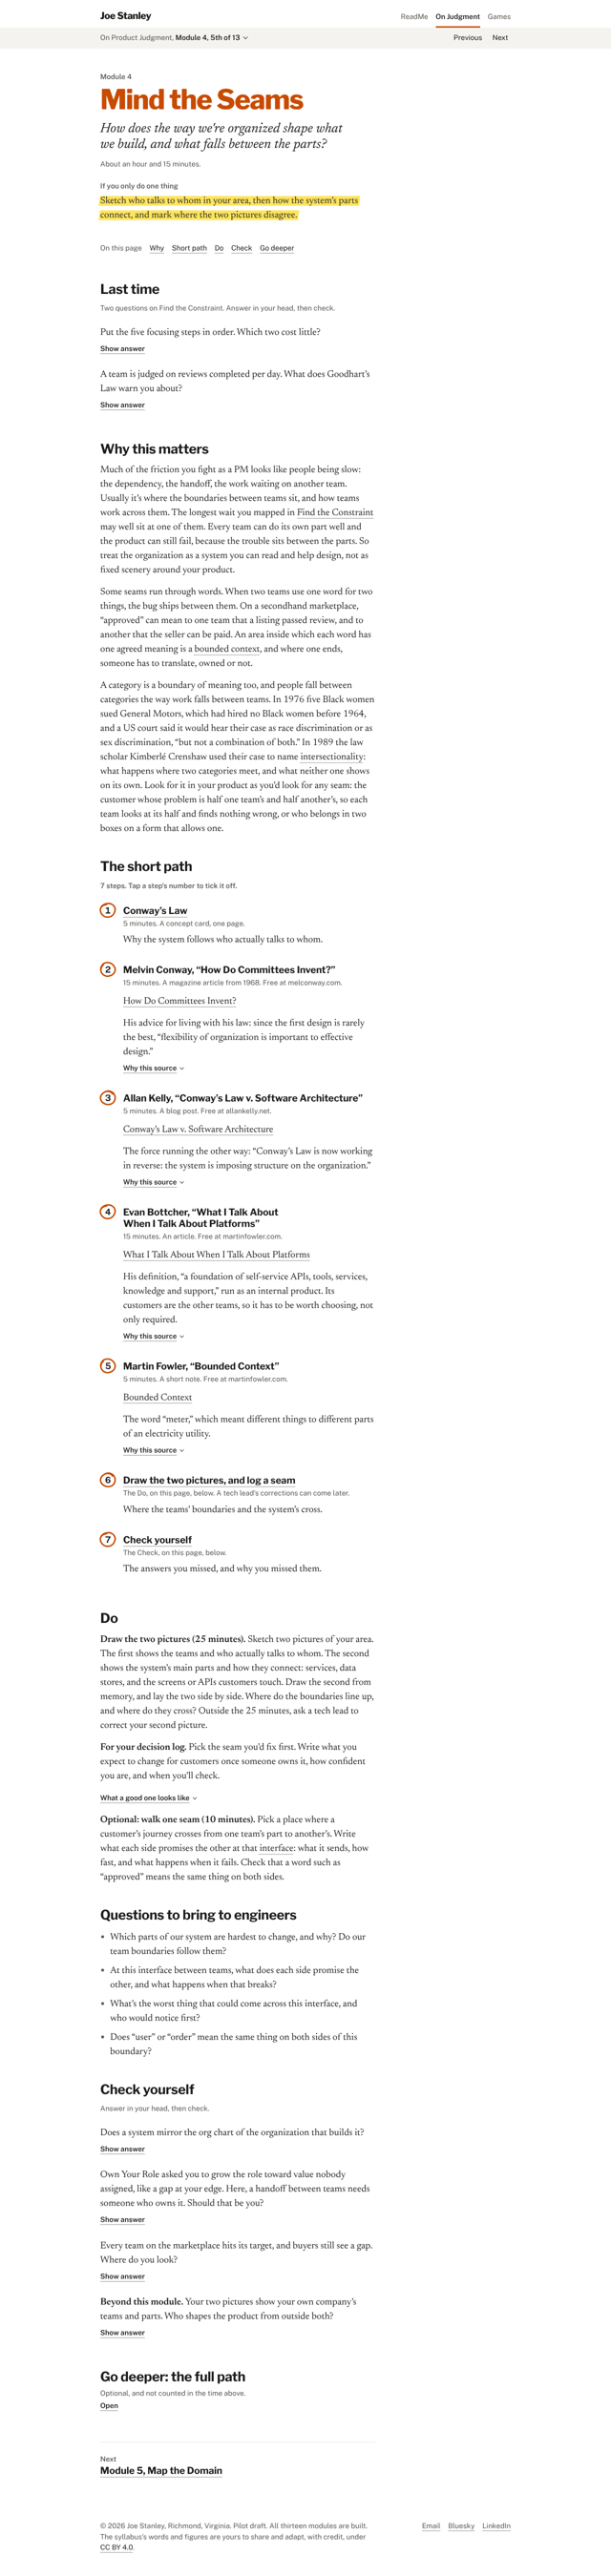 Joe Stanley
ReadMe On Judgment Games
On Product Judgment, Module 4, 5th of 13
Previous Next
Module 4
Mind the Seams
How does the way we're organized shape what
we build, and what falls between the parts?
About an hour and 15 minutes.
If you only do one thing
Sketch who talks to whom in your area, then how the system's parts
connect, and mark where the two pictures disagree.
On this page Why Short path Do Check Go deeper
Last time
Two questions on Find the Constraint. Answer in your head, then check.
Put the five focusing steps in order. Which two cost little?
Show answer
A team is judged on reviews completed per day. What does Goodhart's
Law warn you about?
Show answer
Why this matters
Much of the friction you fight as a PM looks like people being slow:
the dependency, the handoff, the work waiting on another team.
Usually it's where the boundaries between teams sit, and how teams
work across them. The longest wait you mapped in Find the Constraint
may well sit at one of them. Every team can do its own part well and
the product can still fail, because the trouble sits between the parts. So
treat the organization as a system you can read and help design, not as
fixed scenery around your product.
Some seams run through words. When two teams use one word for two
things, the bug ships between them. On a secondhand marketplace,
“approved” can mean to one team that a listing passed review, and to
another that the seller can be paid. An area inside which each word has
one agreed meaning is a bounded context, and where one ends,
someone has to translate, owned or not.
A category is a boundary of meaning too, and people fall between
categories the way work falls between teams. In 1976 five Black women
sued General Motors, which had hired no Black women before 1964,
and a US court said it would hear their case as race discrimination or as
sex discrimination, “but not a combination of both.” In 1989 the law
scholar Kimberlé Crenshaw used their case to name intersectionality:
what happens where two categories meet, and what neither one shows
on its own. Look for it in your product as you'd look for any seam: the
customer whose problem is half one team's and half another's, so each
team looks at its half and finds nothing wrong, or who belongs in two
boxes on a form that allows one.
The short path
7 steps. Tap a step's number to tick it off.
1 Conway's Law
5 minutes. A concept card, one page.
Why the system follows who actually talks to whom.
2 Melvin Conway, “How Do Committees Invent?”
15 minutes. A magazine article from 1968. Free at melconway.com.
How Do Committees Invent?
His advice for living with his law: since the first design is rarely
the best, “flexibility of organization is important to effective
design.”
Why this source
3 Allan Kelly, “Conway's Law v. Software Architecture”
5 minutes. A blog post. Free at allankelly.net.
Conway's Law v. Software Architecture
The force running the other way: “Conway's Law is now working
in reverse: the system is imposing structure on the organization.”
Why this source
4 Evan Bottcher, “What I Talk About
When I Talk About Platforms”
15 minutes. An article. Free at martinfowler.com.
What I Talk About When I Talk About Platforms
His definition, “a foundation of self-service APIs, tools, services,
knowledge and support,” run as an internal product. Its
customers are the other teams, so it has to be worth choosing, not
only required.
Why this source
5 Martin Fowler, “Bounded Context”
5 minutes. A short note. Free at martinfowler.com.
Bounded Context
The word “meter,” which meant different things to different parts
of an electricity utility.
Why this source
6 Draw the two pictures, and log a seam
The Do, on this page, below. A tech lead's corrections can come later.
Where the teams' boundaries and the system's cross.
7 Check yourself
The Check, on this page, below.
The answers you missed, and why you missed them.
Do
Draw the two pictures (25 minutes). Sketch two pictures of your area.
The first shows the teams and who actually talks to whom. The second
shows the system's main parts and how they connect: services, data
stores, and the screens or APIs customers touch. Draw the second from
memory, and lay the two side by side. Where do the boundaries line up,
and where do they cross? Outside the 25 minutes, ask a tech lead to
correct your second picture.
For your decision log. Pick the seam you'd fix first. Write what you
expect to change for customers once someone owns it, how confident
you are, and when you'll check.
What a good one looks like
Optional: walk one seam (10 minutes). Pick a place where a
customer's journey crosses from one team's part to another's. Write
what each side promises the other at that interface: what it sends, how
fast, and what happens when it fails. Check that a word such as
“approved” means the same thing on both sides.
Questions to bring to engineers
• Which parts of our system are hardest to change, and why? Do our
team boundaries follow them?
• At this interface between teams, what does each side promise the
other, and what happens when that breaks?
• What's the worst thing that could come across this interface, and
who would notice first?
• Does “user” or “order” mean the same thing on both sides of this
boundary?
Check yourself
Answer in your head, then check.
Does a system mirror the org chart of the organization that builds it?
Show answer
Own Your Role asked you to grow the role toward value nobody
assigned, like a gap at your edge. Here, a handoff between teams needs
someone who owns it. Should that be you?
Show answer
Every team on the marketplace hits its target, and buyers still see a gap.
Where do you look?
Show answer
Beyond this module. Your two pictures show your own company's
teams and parts. Who shapes the product from outside both?
Show answer
Go deeper: the full path
Optional, and not counted in the time above.
Open
Next
Module 5, Map the Domain
© 2026 Joe Stanley, Richmond, Virginia. Pilot draft. All thirteen modules are built.
The syllabus's words and figures are yours to share and adapt, with credit, under
CC BY 4.0.
Email Bluesky LinkedIn